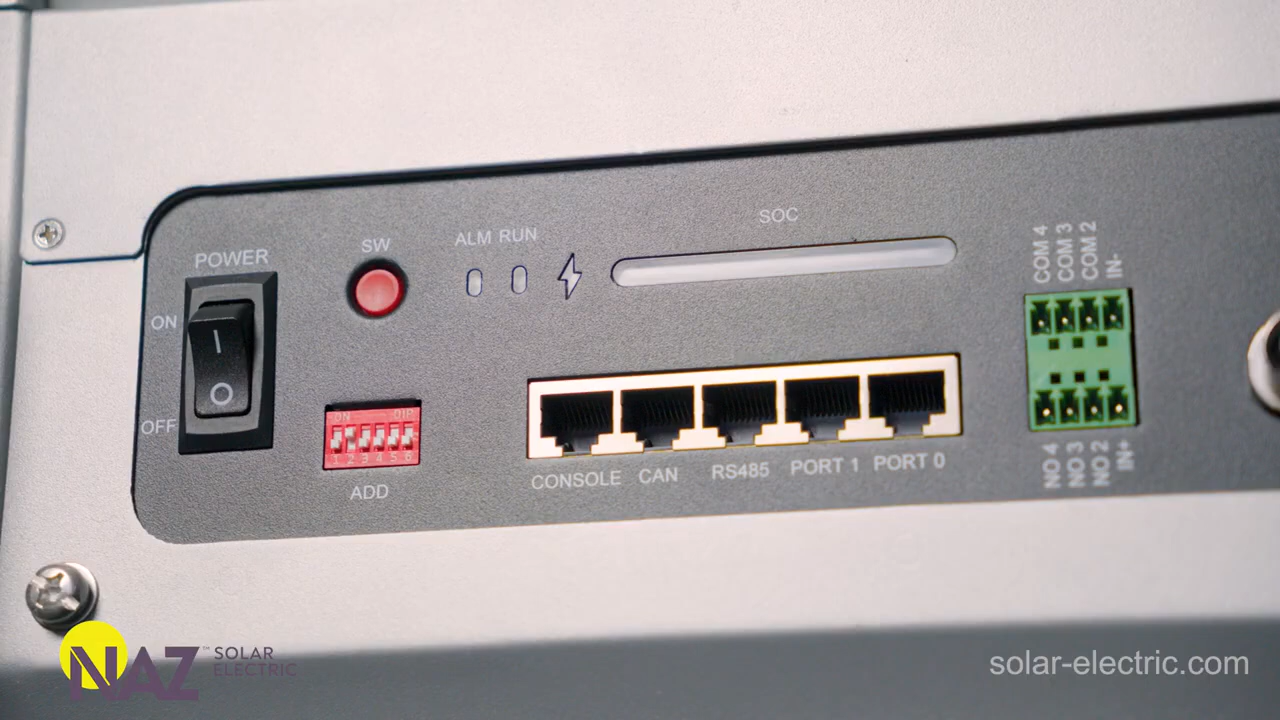 POWER
ON
OFF
SW
ALM RUN
SOC
ON DIP
1 2 3 4 5 6
ADD
CONSOLE CAN RS485 PORT 1 PORT 0
COM 4
COM 3
COM 2
IN-
NO 4
NO 3
NO 2
IN+
NAZ™ SOLAR
ELECTRIC
solar-electric.com